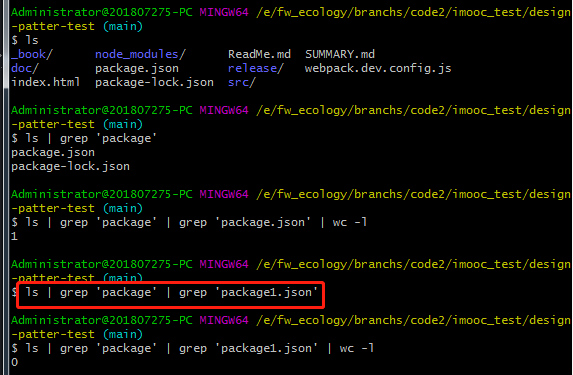 Administrator@201807275-PC MINGW64 /e/fw_ecology/branchs/code2/imooc_test/design
-patter-test (main)
$ ls
_book/ node_modules/ ReadMe.md SUMMARY.md
doc/ package.json release/ webpack.dev.config.js
index.html package-lock.json src/
Administrator@201807275-PC MINGW64 /e/fw_ecology/branchs/code2/imooc_test/design
-patter-test (main)
$ ls | grep 'package'
package.json
package-lock.json
Administrator@201807275-PC MINGW64 /e/fw_ecology/branchs/code2/imooc_test/design
-patter-test (main)
$ ls | grep 'package' | grep 'package.json' | wc -l
1
Administrator@201807275-PC MINGW64 /e/fw_ecology/branchs/code2/imooc_test/design
-patter-test (main)
$ ls | grep 'package' | grep 'package1.json'
Administrator@201807275-PC MINGW64 /e/fw_ecology/branchs/code2/imooc_test/design
-patter-test (main)
$ ls | grep 'package' | grep 'package1.json' | wc -l
0